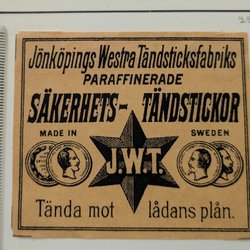 Jönköpings Westra Tändsticksfabriks
PARAFFINERADE
SÄKERHETS- TÄNDSTICKOR
MADE IN SWEDEN
J.W.T.
Tända mot lådans plån.